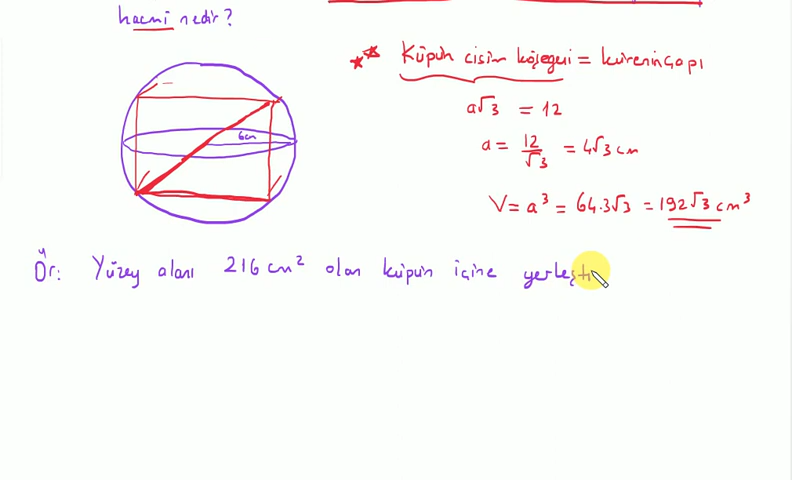 hacmi nedir?
** Küpün cisim köşegeni = kürenin çapı
a√3 = 12
a = 12/√3 = 4√3 cm
6cm
V = a³ = 64.3√3 = 192√3 cm³
Ör: Yüzey alanı 216 cm² olan küpün içine yerleşti